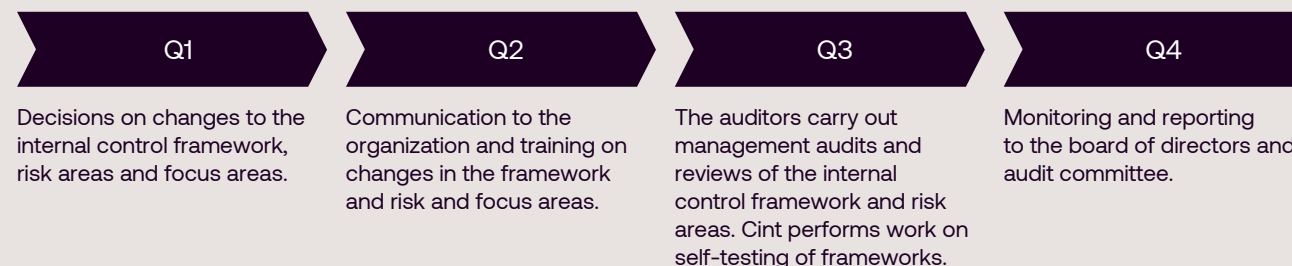 Q1
Decisions on changes to the
internal control framework,
risk areas and focus areas.
Q2
Communication to the
organization and training on
changes in the framework
and risk and focus areas.
Q3
The auditors carry out
management audits and
reviews of the internal
control framework and risk
areas. Cint performs work on
self-testing of frameworks.
Q4
Monitoring and reporting
to the board of directors and
audit committee.